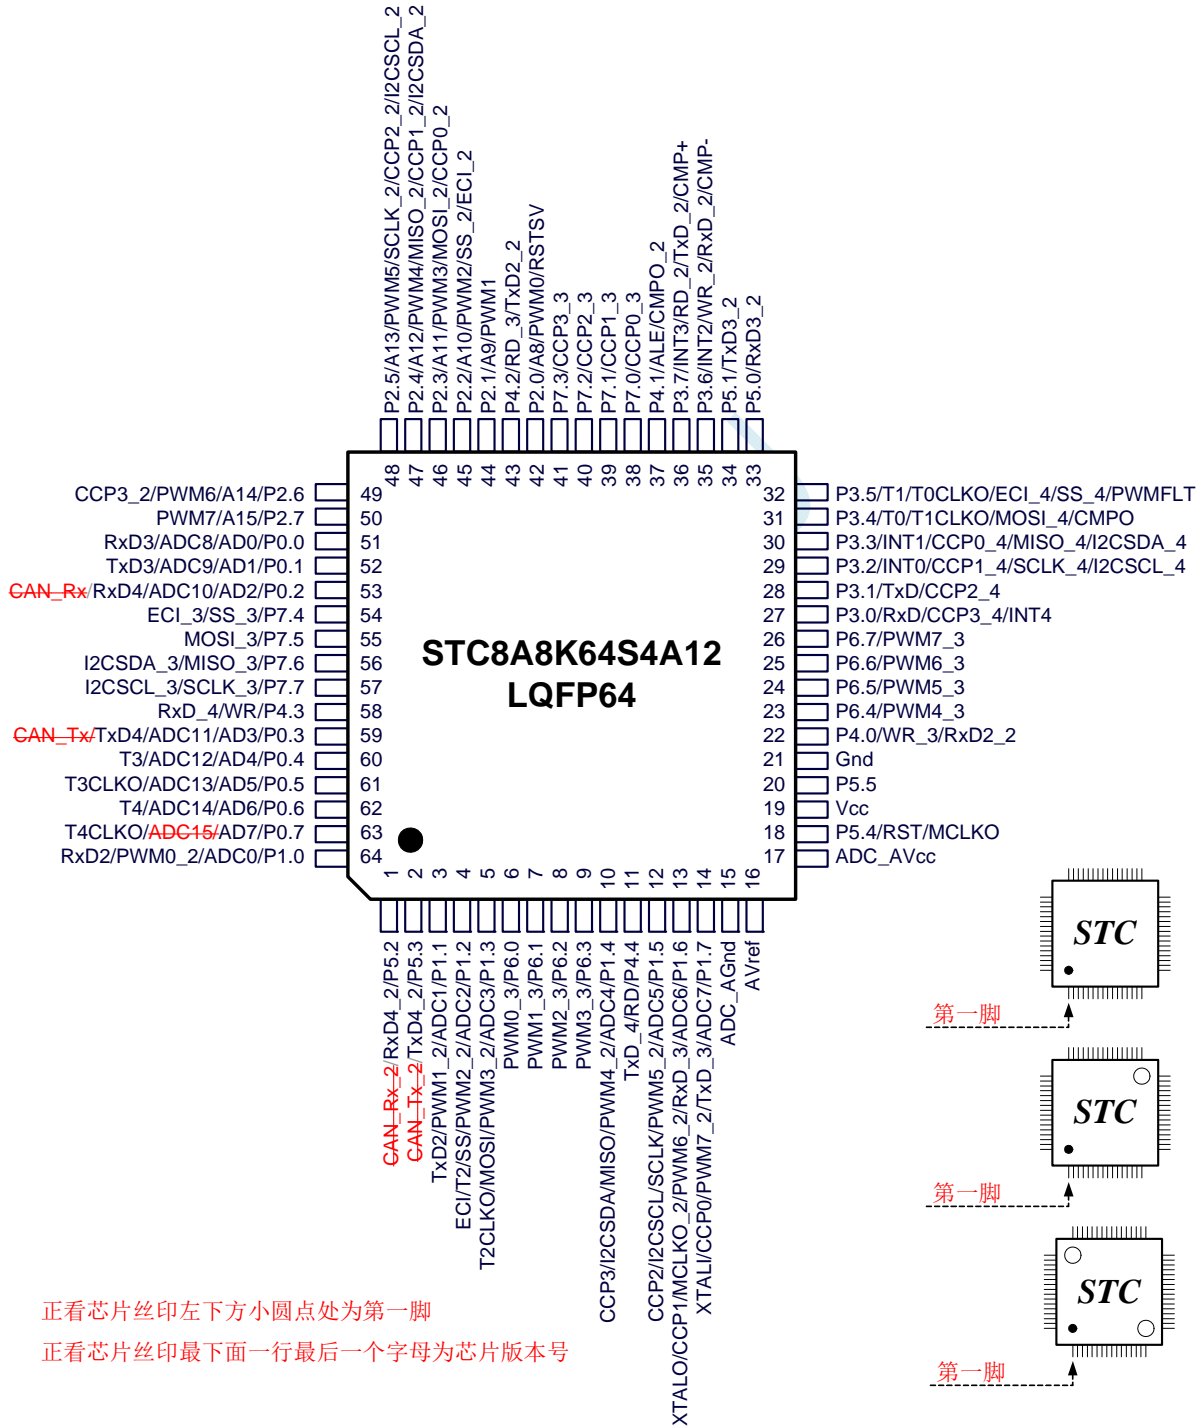 P2.5/A13/PWM5/SCLK_2/CCP2_2/I2CSCL_2
P2.4/A12/PWM4/MISO_2/CCP1_2/I2CSDA_2
P2.3/A11/PWM3/MOSI_2/CCP0_2
P2.2/A10/PWM2/SS_2/ECI_2
P2.1/A9/PWM1
P4.2/RD_3/TxD2_2
P2.0/A8/PWM0/RSTSV
P7.3/CCP3_3
P7.2/CCP2_3
P7.1/CCP1_3
P7.0/CCP0_3
P4.1/ALE/CMPO_2
P3.7/INT3/RD_2/TxD_2/CMP+
P3.6/INT2/WR_2/RxD_2/CMP-
P5.1/TxD3_2
P5.0/RxD3_2
48 47 46 45 44 43 42 41 40 39 38 37 36 35 34 33
CCP3_2/PWM6/A14/P2.6 49
PWM7/A15/P2.7 50
RxD3/ADC8/AD0/P0.0 51
TxD3/ADC9/AD1/P0.1 52
CAN_Rx/RxD4/ADC10/AD2/P0.2 53
ECI_3/SS_3/P7.4 54
MOSI_3/P7.5 55
I2CSDA_3/MISO_3/P7.6 56
I2CSCL_3/SCLK_3/P7.7 57
RxD_4/WR/P4.3 58
CAN_Tx/TxD4/ADC11/AD3/P0.3 59
T3/ADC12/AD4/P0.4 60
T3CLKO/ADC13/AD5/P0.5 61
T4/ADC14/AD6/P0.6 62
T4CLKO/ADC15/AD7/P0.7 63
RxD2/PWM0_2/ADC0/P1.0 64
STC8A8K64S4A12
LQFP64
32 P3.5/T1/T0CLKO/ECI_4/SS_4/PWMFLT
31 P3.4/T0/T1CLKO/MOSI_4/CMPO
30 P3.3/INT1/CCP0_4/MISO_4/I2CSDA_4
29 P3.2/INT0/CCP1_4/SCLK_4/I2CSCL_4
28 P3.1/TxD/CCP2_4
27 P3.0/RxD/CCP3_4/INT4
26 P6.7/PWM7_3
25 P6.6/PWM6_3
24 P6.5/PWM5_3
23 P6.4/PWM4_3
22 P4.0/WR_3/RxD2_2
21 Gnd
20 P5.5
19 Vcc
18 P5.4/RST/MCLKO
17 ADC_AVcc
1 2 3 4 5 6 7 8 9 10 11 12 13 14 15 16
CAN_Rx_2/RxD4_2/P5.2
CAN_Tx_2/TxD4_2/P5.3
TxD2/PWM1_2/ADC1/P1.1
ECI/T2/SS/PWM2_2/ADC2/P1.2
T2CLKO/MOSI/PWM3_2/ADC3/P1.3
PWM0_3/P6.0
PWM1_3/P6.1
PWM2_3/P6.2
PWM3_3/P6.3
CCP3/I2CSDA/MISO/PWM4_2/ADC4/P1.4
TxD_4/RD/P4.4
CCP2/I2CSCL/SCLK/PWM5_2/ADC5/P1.5
XTALO/CCP1/MCLKO_2/PWM6_2/RxD_3/ADC6/P1.6
XTALI/CCP0/PWM7_2/TxD_3/ADC7/P1.7
ADC_AGnd
AVref
STC
第一脚
STC
第一脚
STC
第一脚
正看芯片丝印左下方小圆点处为第一脚
正看芯片丝印最下面一行最后一个字母为芯片版本号